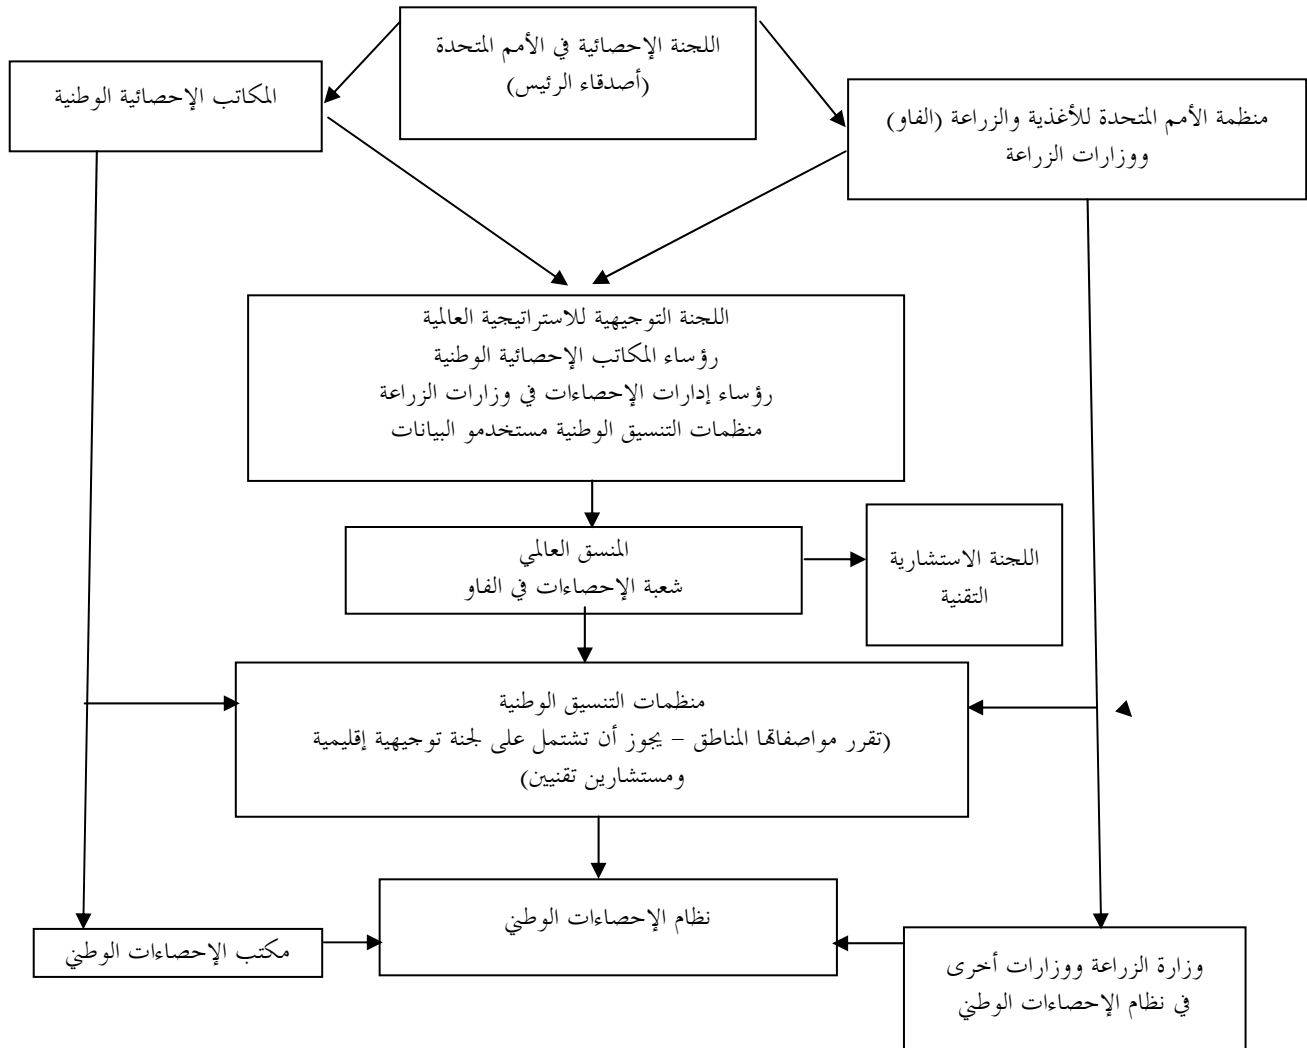 اللجنة الإحصائية في الأمم المتحدة
(أصدقاء الرئيس)
المكاتب الإحصائية الوطنية
منظمة الأمم المتحدة للأغذية والزراعة (الفاو)
ووزارات الزراعة
اللجنة التوجيهية للاستراتيجية العالمية
رؤساء المكاتب الإحصائية الوطنية
رؤساء إدارات الإحصاءات في وزارات الزراعة
منظمات التنسيق الوطنية مستخدمو البيانات
المنسق العالمي
شعبة الإحصاءات في الفاو
اللجنة الاستشارية
التقنية
منظمات التنسيق الوطنية
(تقرر مواصفاتها المناطق – يجوز أن تشتمل على لجنة توجيهية إقليمية
ومستشارين تقنيين)
نظام الإحصاءات الوطني
مكتب الإحصاءات الوطني
وزارة الزراعة ووزارات أخرى
في نظام الإحصاءات الوطني